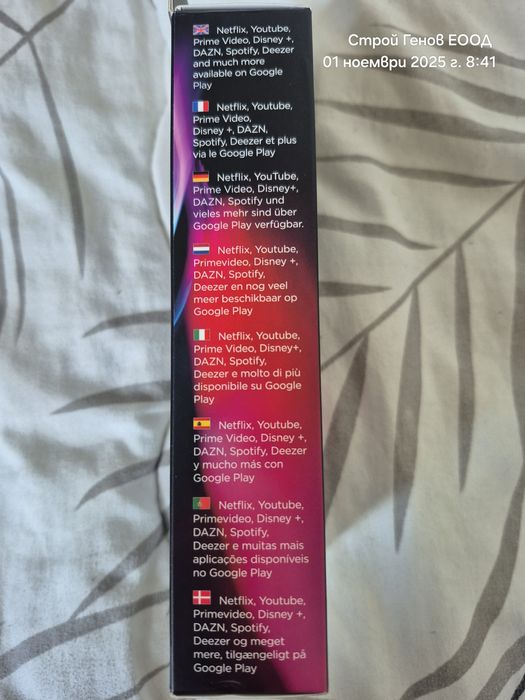 Строй Генов ЕООД
01 ноември 2025 г. 8:41
Netflix, Youtube,
Prime Video, Disney +,
DAZN, Spotify, Deezer
and much more
available on Google
Play
Netflix, Youtube,
Prime Video,
Disney +, DAZN,
Spotify, Deezer et plus
via le Google Play
Netflix, YouTube,
Prime Video, Disney+,
DAZN, Spotify und
vieles mehr sind über
Google Play verfügbar.
Netflix, Youtube,
Primevideo, Disney +,
DAZN, Spotify,
Deezer en nog veel
meer beschikbaar op
Google Play
Netflix, Youtube,
Prime Video, Disney+,
DAZN, Spotify,
Deezer e molto di più
disponibile su Google
Play
Netflix, Youtube,
Prime Video, Disney +,
DAZN, Spotify, Deezer
y mucho más con
Google Play
Netflix, Youtube,
Primevideo, Disney +,
DAZN, Spotify,
Deezer e muitas mais
aplicações disponíveis
no Google Play
Netflix, Youtube,
Primevideo, Disney +,
DAZN, Spotify,
Deezer og meget
mere, tilgængeligt på
Google Play